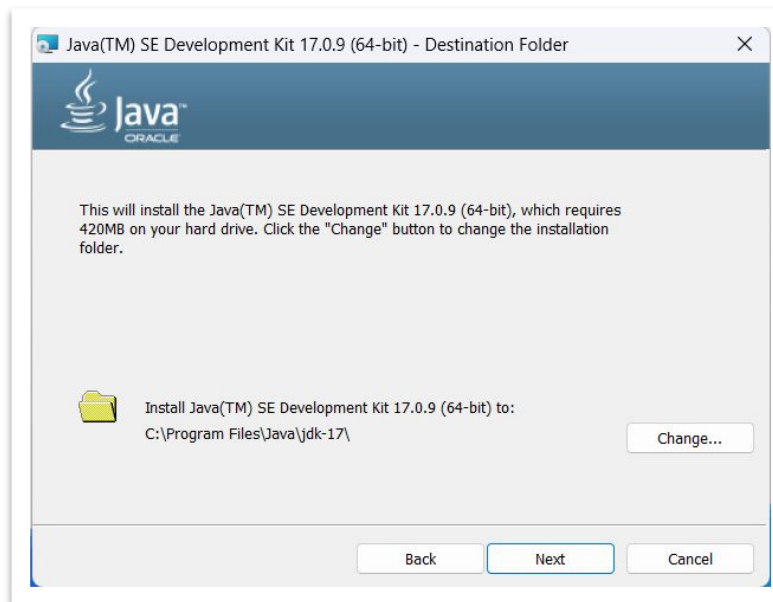 Java(TM) SE Development Kit 17.0.9 (64-bit) - Destination Folder
Java™
ORACLE
This will install the Java(TM) SE Development Kit 17.0.9 (64-bit), which requires
420MB on your hard drive. Click the "Change" button to change the installation
folder.
Install Java(TM) SE Development Kit 17.0.9 (64-bit) to:
C:\Program Files\Java\jdk-17\
Change...
Back Next Cancel